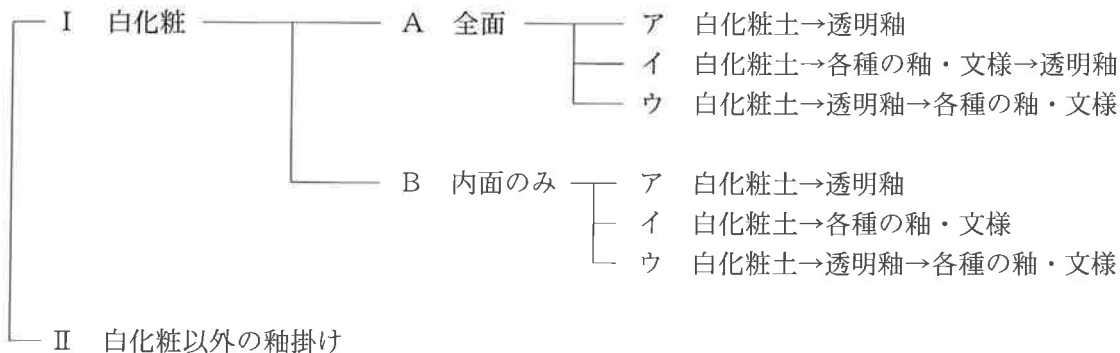 Ⅰ 白化粧 A 全面 ア 白化粧土→透明釉
イ 白化粧土→各種の釉・文様→透明釉
ウ 白化粧土→透明釉→各種の釉・文様
B 内面のみ ア 白化粧土→透明釉
イ 白化粧土→各種の釉・文様
ウ 白化粧土→透明釉→各種の釉・文様
Ⅱ 白化粧以外の釉掛け